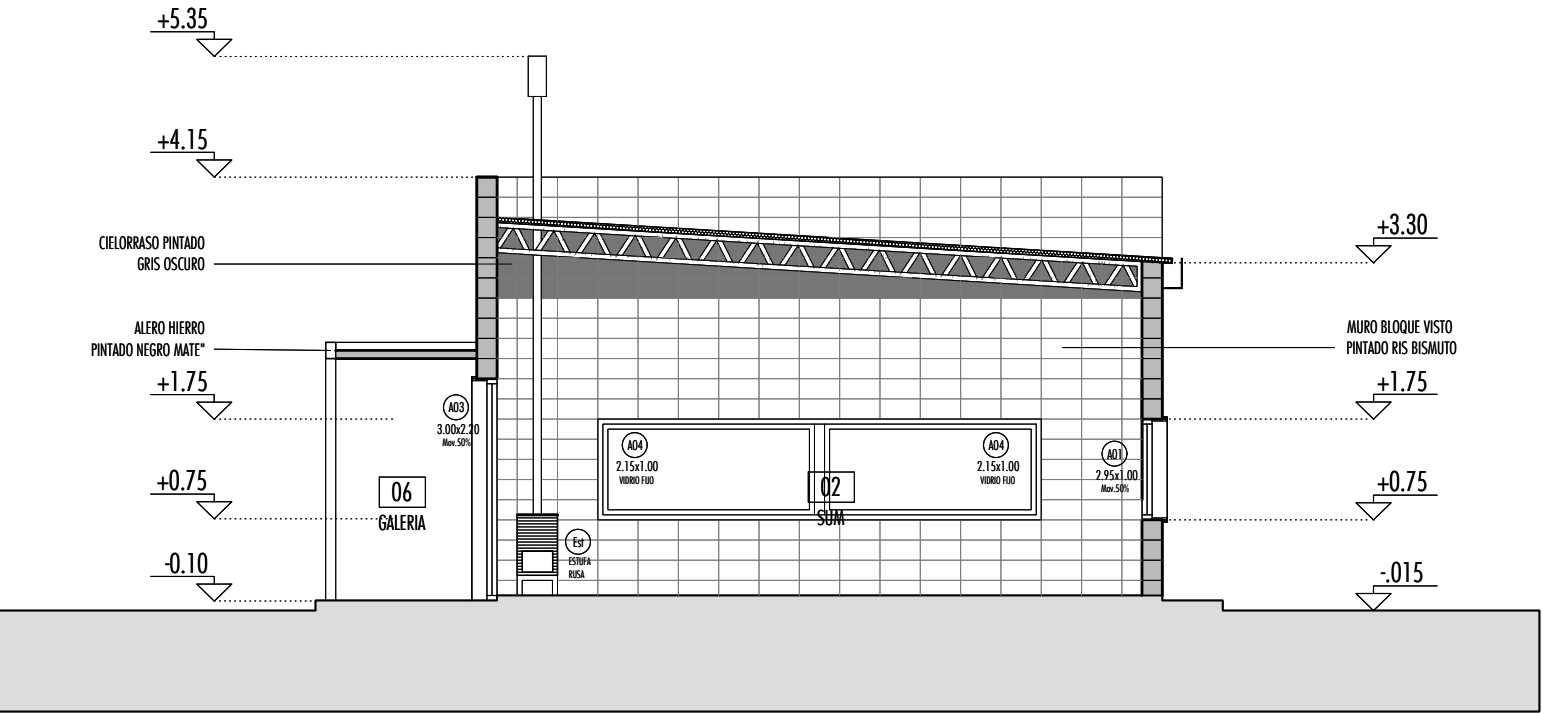 +5.35
+4.15
CIELORRASO PINTADO
GRIS OSCURO
+3.30
ALERO HIERRO
PINTADO NEGRO MATE"
MURO BLOQUE VISTO
PINTADO RIS BISMUTO
+1.75
+1.75
A03
3.00x2.20
Mov.50%
A04
2.15x1.00
VIDRIO FIJO
A04
2.15x1.00
VIDRIO FIJO
A01
2.95x1.00
Mov.50%
+0.75
+0.75
06
GALERIA
02
SUM
Est
ESTUFA
RUSA
-0.10
-.015